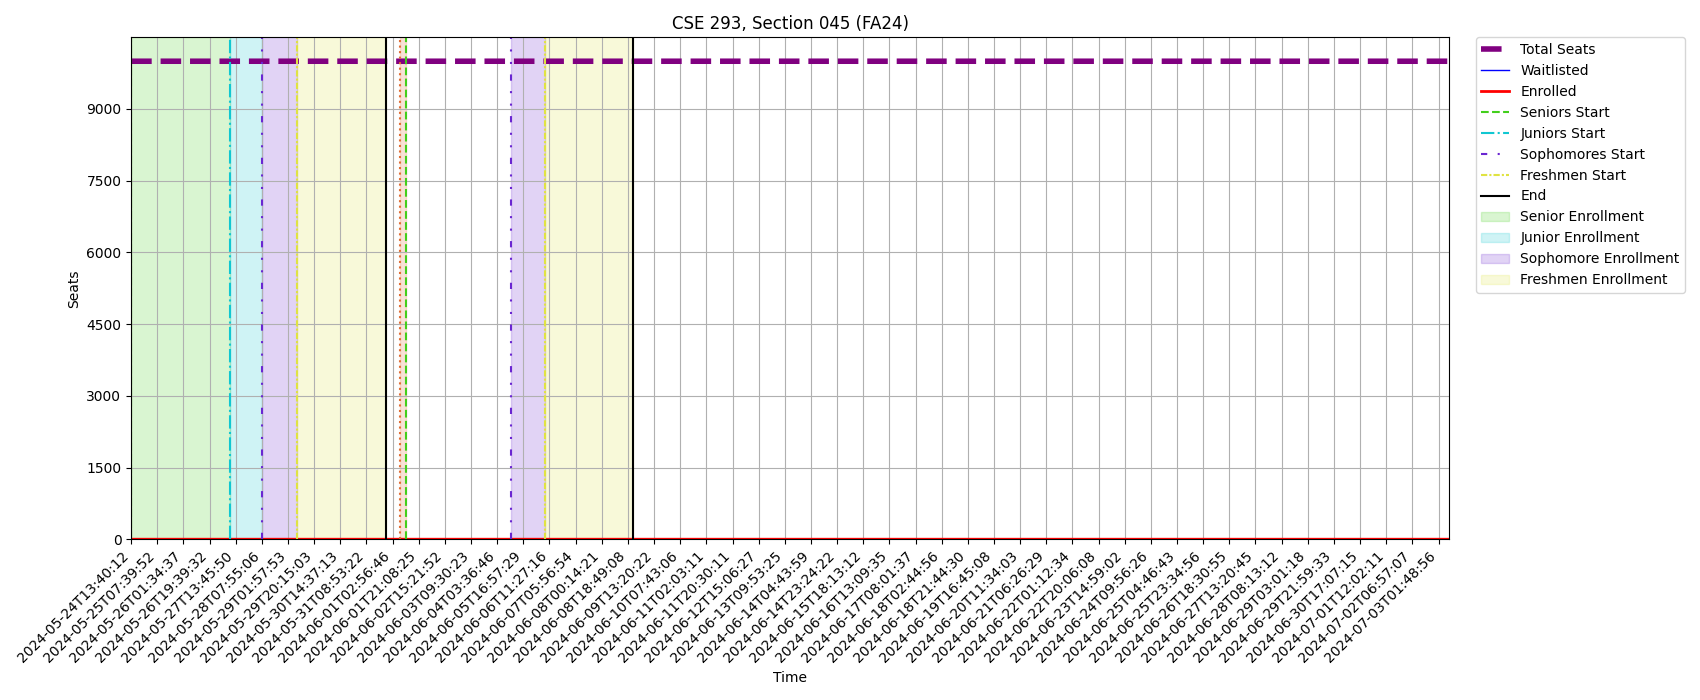 CSE 293, Section 045 (FA24)
Total Seats
Waitlisted
Enrolled
Seniors Start
Juniors Start
Sophomores Start
Freshmen Start
End
Senior Enrollment
Junior Enrollment
Sophomore Enrollment
Freshmen Enrollment
Seats
9000
7500
6000
4500
3000
1500
0
2024-05-24T13:40:12
2024-05-25T07:39:52
2024-05-26T01:34:37
2024-05-26T19:39:32
2024-05-27T13:45:50
2024-05-28T07:55:06
2024-05-29T01:57:53
2024-05-29T20:15:03
2024-05-30T14:37:13
2024-05-31T08:53:22
2024-06-01T02:56:46
2024-06-01T21:08:25
2024-06-02T15:21:52
2024-06-03T09:30:23
2024-06-04T03:36:46
2024-06-05T16:57:29
2024-06-06T11:27:16
2024-06-07T05:56:54
2024-06-08T00:14:21
2024-06-08T18:49:08
2024-06-09T13:20:22
2024-06-10T07:43:06
2024-06-11T02:03:11
2024-06-11T20:30:11
2024-06-12T15:06:27
2024-06-13T09:53:25
2024-06-14T04:43:59
2024-06-14T23:24:22
2024-06-15T18:13:12
2024-06-16T13:09:35
2024-06-17T08:01:37
2024-06-18T02:44:56
2024-06-18T21:44:30
2024-06-19T16:45:08
2024-06-20T11:34:03
2024-06-21T06:26:29
2024-06-22T01:12:34
2024-06-22T20:06:08
2024-06-23T14:59:02
2024-06-24T09:56:26
2024-06-25T04:46:43
2024-06-25T23:34:56
2024-06-26T18:30:55
2024-06-27T13:20:45
2024-06-28T08:13:12
2024-06-29T03:01:18
2024-06-29T21:59:33
2024-06-30T17:07:15
2024-07-01T12:02:11
2024-07-02T06:57:07
2024-07-03T01:48:56
Time